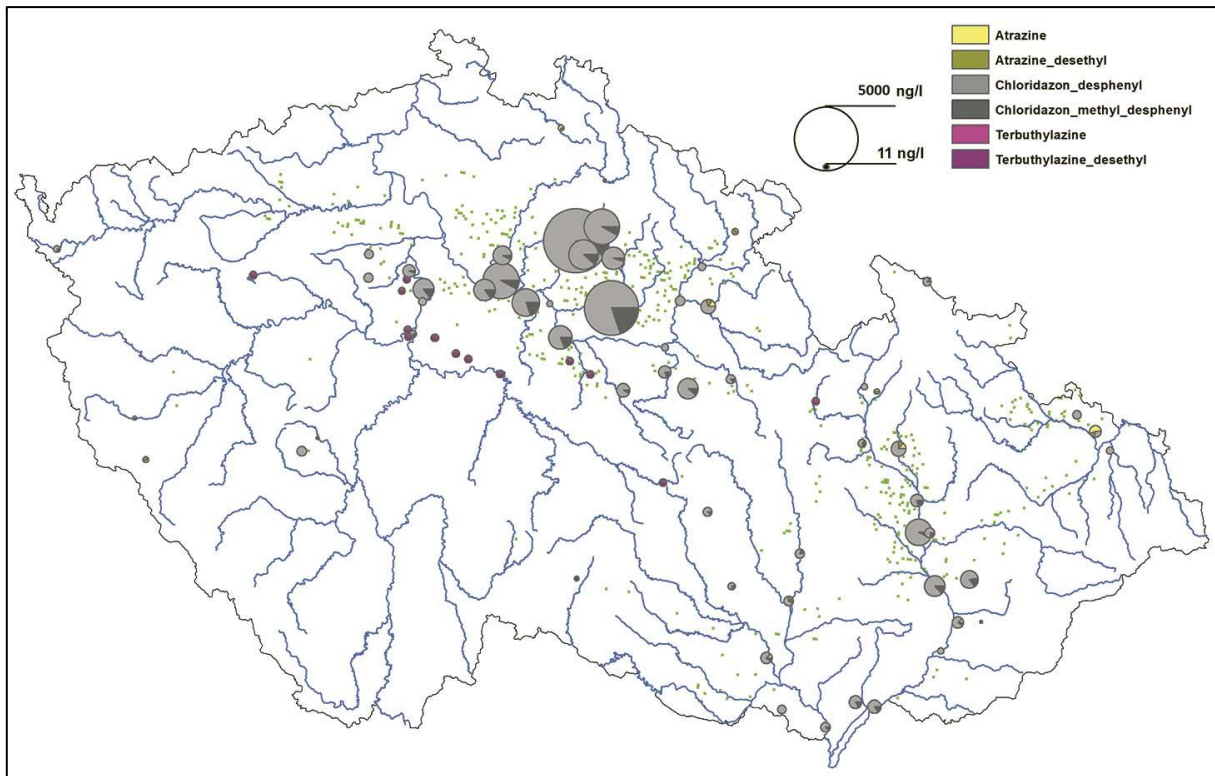 Atrazine
Atrazine_desethyl
Chloridazon_desphenyl
Chloridazon_methyl_desphenyl
Terbuthylazine
Terbuthylazine_desethyl
5000 ng/l
11 ng/l